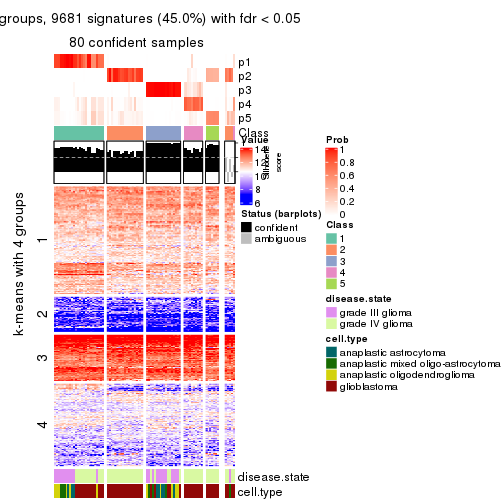 groups, 9681 signatures (45.0%) with fdr < 0.05
80 confident samples
p1
p2
p3
p4
p5
Class
Value
14
8
6
Silhouette
score
Prob
1
0.8
0.6
0.4
0.2
0
Status (barplots)
confident
ambiguous
Class
1
2
3
4
5
disease.state
grade III glioma
grade IV glioma
cell.type
anaplastic astrocytoma
anaplastic mixed oligo-astrocytoma
anaplastic oligodendroglioma
glioblastoma
k-means with 4 groups
1
2
3
4
disease.state
cell.type